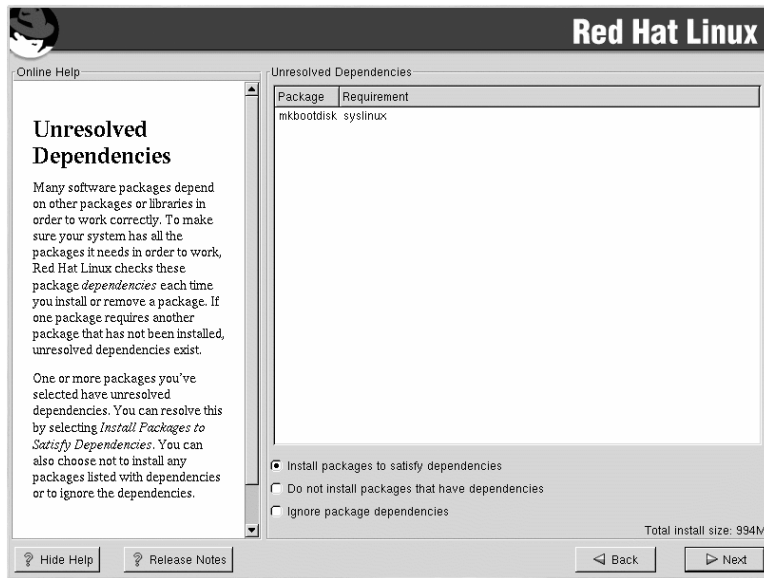 Red Hat Linux
Online Help
Unresolved
Dependencies
Many software packages depend
on other packages or libraries in
order to work correctly. To make
sure your system has all the
packages it needs in order to work,
Red Hat Linux checks these
package dependencies each time
you install or remove a package. If
one package requires another
package that has not been installed,
unresolved dependencies exist.
One or more packages you've
selected have unresolved
dependencies. You can resolve this
by selecting Install Packages to
Satisfy Dependencies. You can
also choose not to install any
packages listed with dependencies
or to ignore the dependencies.
Unresolved Dependencies
Package Requirement
mkbootdisk syslinux
Install packages to satisfy dependencies
Do not install packages that have dependencies
Ignore package dependencies
Total install size: 994M
Hide Help Release Notes Back Next